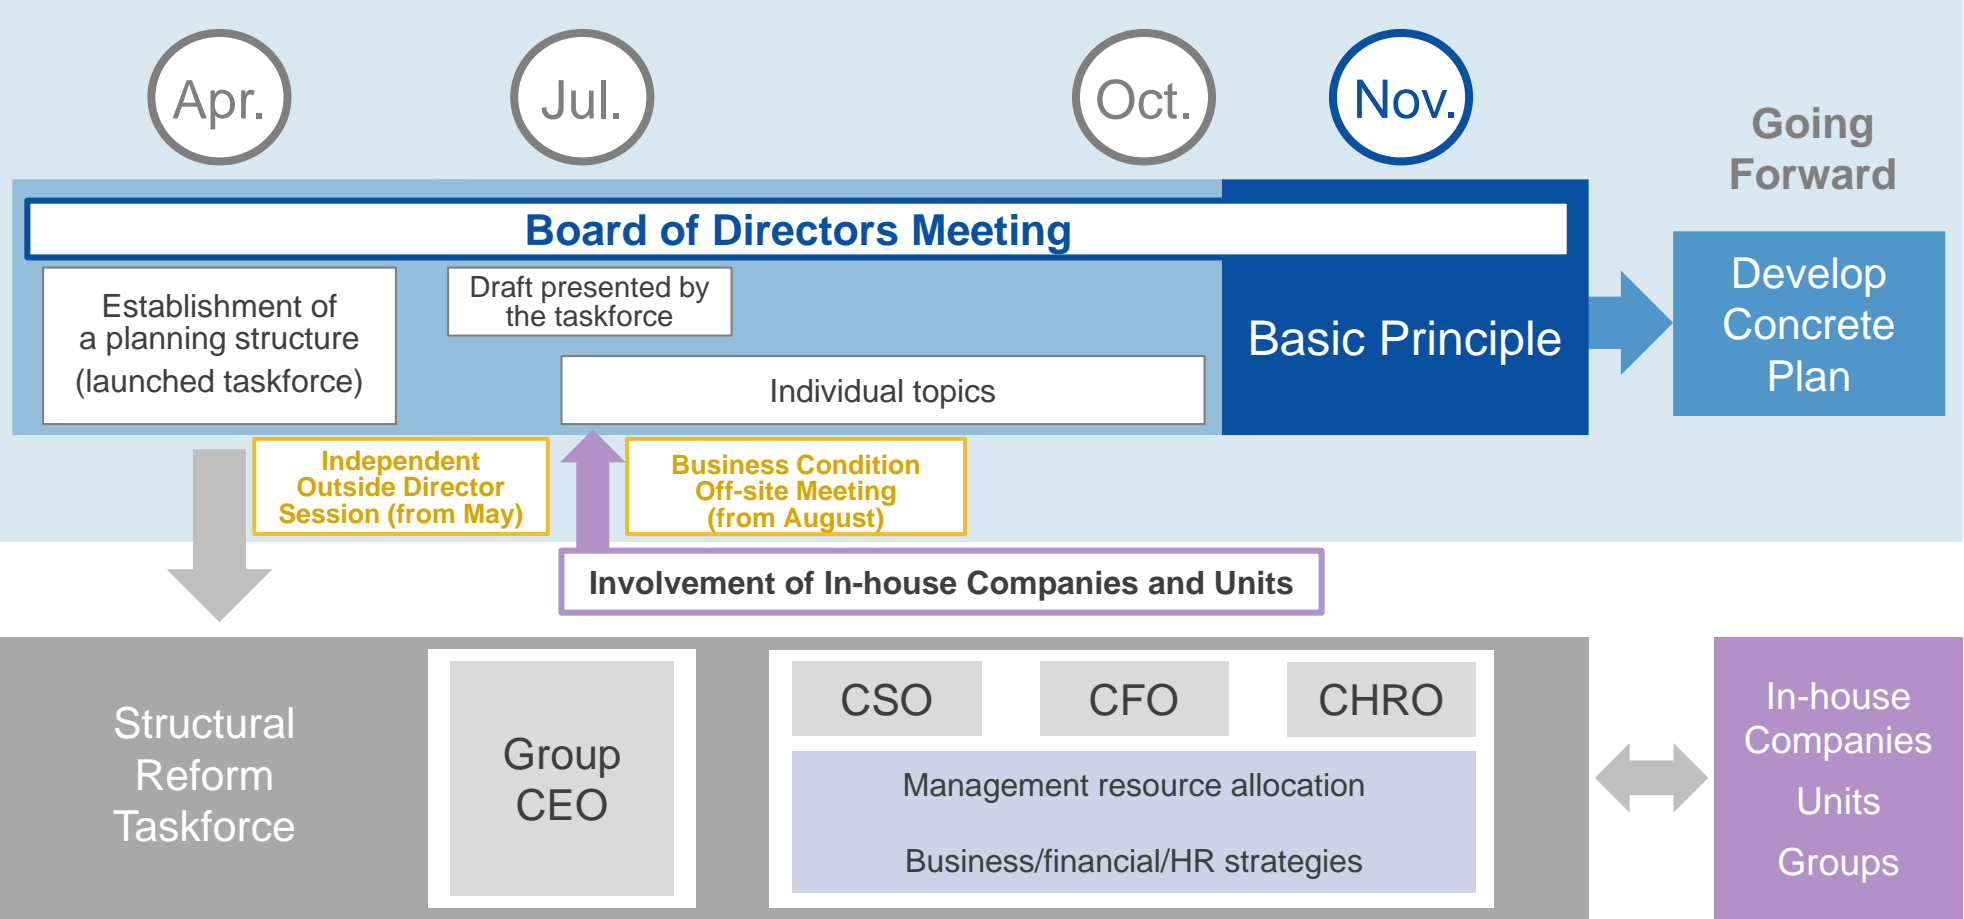 Apr.
Jul.
Oct.
Nov.
Going
Forward
Board of Directors Meeting
Establishment of
a planning structure
(launched taskforce)
Draft presented by
the taskforce
Individual topics
Basic Principle
Develop
Concrete
Plan
Independent
Outside Director
Session (from May)
Business Condition
Off-site Meeting
(from August)
Involvement of In-house Companies and Units
Structural
Reform
Taskforce
Group
CEO
CSO
CFO
CHRO
Management resource allocation
Business/financial/HR strategies
In-house
Companies
Units
Groups